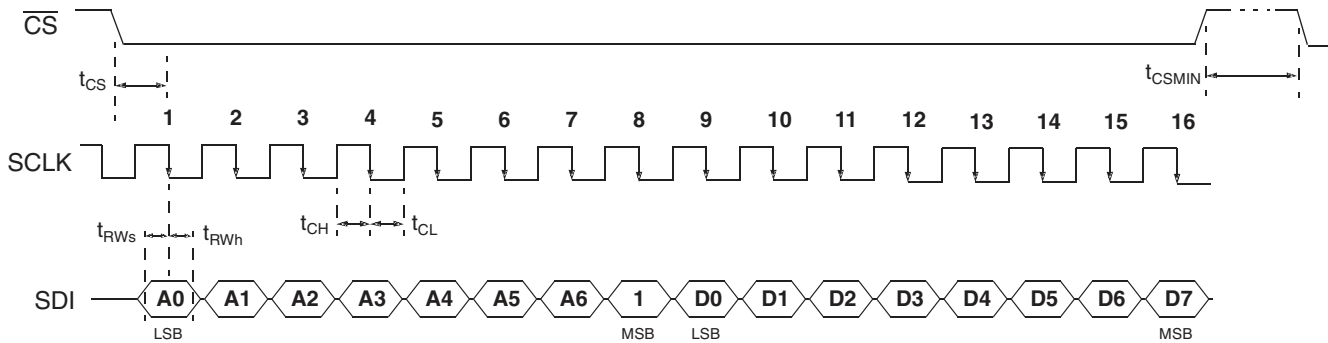 CS
tCS
tCSMIN
1 2 3 4 5 6 7 8 9 10 11 12 13 14 15 16
SCLK
tCH tCL
tRWs tRWh
SDI A0 A1 A2 A3 A4 A5 A6 1 D0 D1 D2 D3 D4 D5 D6 D7
LSB MSB LSB MSB